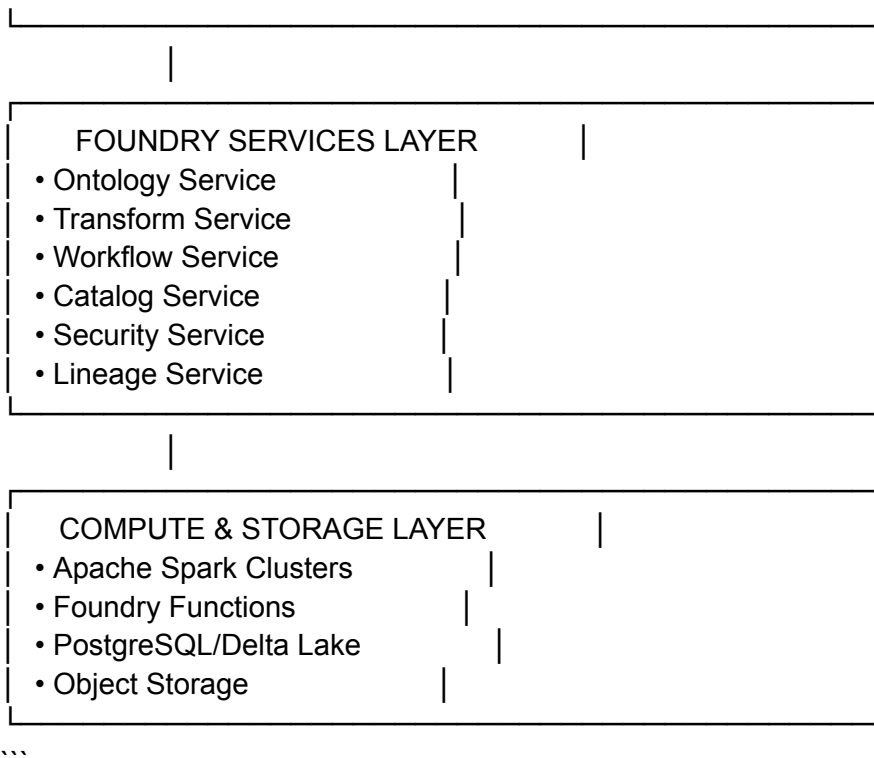 FOUNDRY SERVICES LAYER
• Ontology Service
• Transform Service
• Workflow Service
• Catalog Service
• Security Service
• Lineage Service
COMPUTE & STORAGE LAYER
• Apache Spark Clusters
• Foundry Functions
• PostgreSQL/Delta Lake
• Object Storage
```